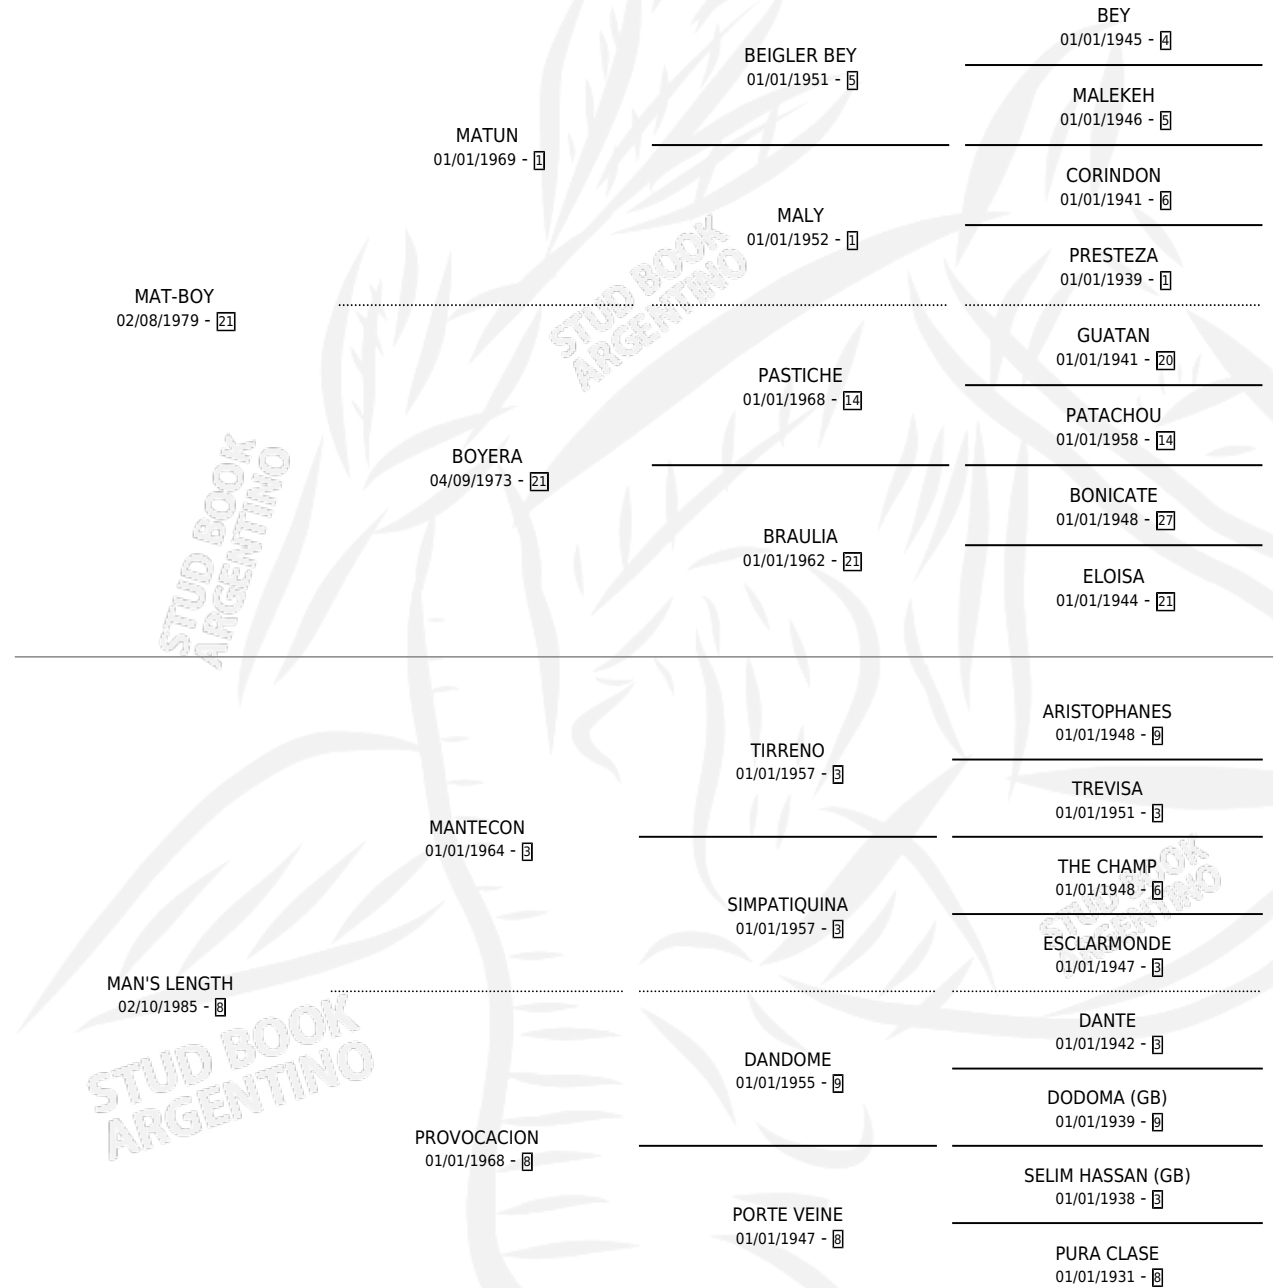 BEY
01/01/1945 - 4
BEIGLER BEY
01/01/1951 - 5
MALEKEH
01/01/1946 - 5
MATUN
01/01/1969 - 1
CORINDON
01/01/1941 - 6
MALY
01/01/1952 - 1
PRESTEZA
01/01/1939 - 1
MAT-BOY
02/08/1979 - 21
GUATAN
01/01/1941 - 20
PASTICHE
01/01/1968 - 14
PATACHOU
01/01/1958 - 14
BOYERA
04/09/1973 - 21
BONICATE
01/01/1948 - 27
BRAULIA
01/01/1962 - 21
ELOISA
01/01/1944 - 21
ARISTOPHANES
01/01/1948 - 9
TIRRENO
01/01/1957 - 3
TREVISA
01/01/1951 - 3
MANTECON
01/01/1964 - 3
THE CHAMP
01/01/1948 - 6
SIMPATIQUINA
01/01/1957 - 3
ESCLARMONDE
01/01/1947 - 3
MAN'S LENGTH
02/10/1985 - 8
DANTE
01/01/1942 - 3
DANDOME
01/01/1955 - 9
DODOMA (GB)
01/01/1939 - 9
PROVOCACION
01/01/1968 - 8
SELIM HASSAN (GB)
01/01/1938 - 3
PORTE VEINE
01/01/1947 - 8
PURA CLASE
01/01/1931 - 8
STUD BOOK
ARGENTINO
STUD BOOK
ARGENTINO
STUD BOOK
ARGENTINO
STUD BOOK
ARGENTINO